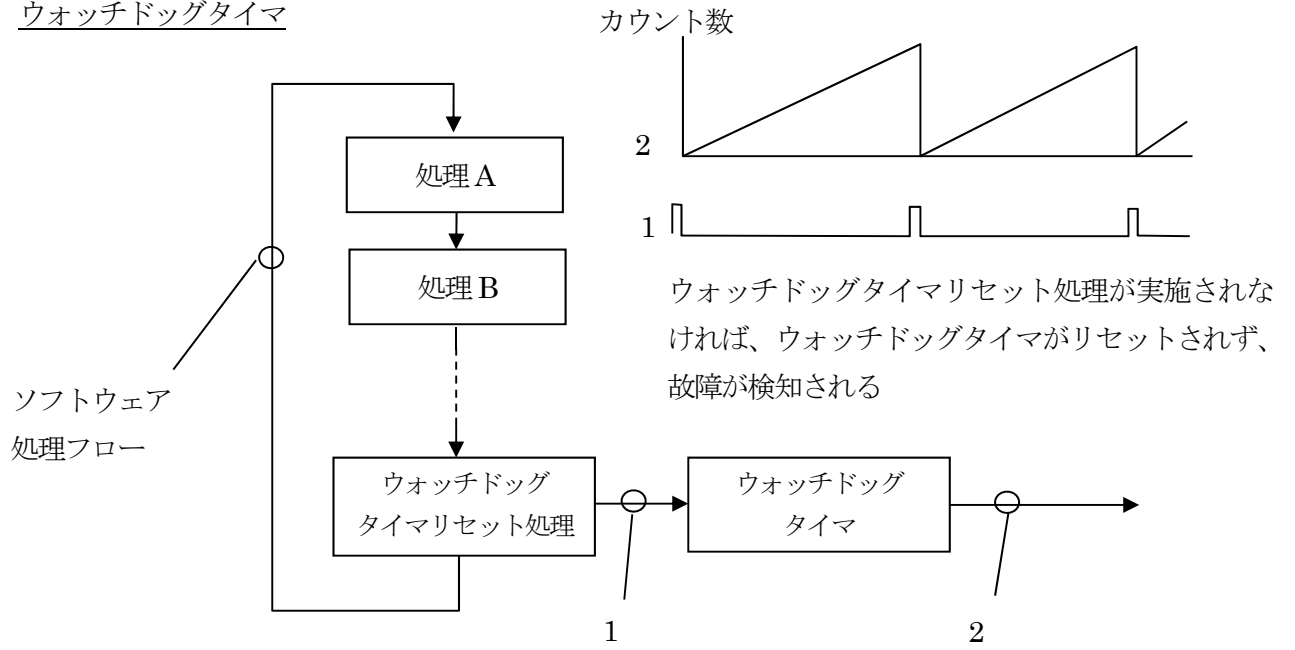 ウォッチドッグタイマ
カウント数
2
1
処理A
処理B
ウォッチドッグタイマリセット処理が実施されな
ければ、ウォッチドッグタイマがリセットされず、
故障が検知される
ソフトウェア
処理フロー
ウォッチドッグ
タイマリセット処理
ウォッチドッグ
タイマ
1
2